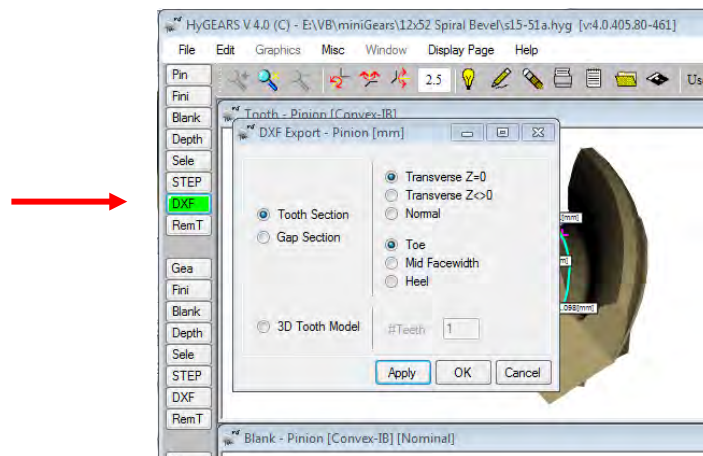 HyGEARS V 4.0 (C) - E:\VB\miniGears\12x52 Spiral Bevel\s15-51a.hyg [v:4.0.405.80-461]
File Edit Graphics Misc Window Display Page Help
Pin
Fini
Blank
Depth
Sele
STEP
DXF
RemT
Gea
Fini
Blank
Depth
Sele
STEP
DXF
RemT
2.5
Tooth - Pinion [Convex-IB]
DXF Export - Pinion [mm]
Tooth Section
Gap Section
3D Tooth Model
Transverse Z=0
Transverse Z<>0
Normal
Toe
Mid Facewidth
Heel
#Teeth 1
Apply OK Cancel
Blank - Pinion [Convex-IB] [Nominal]